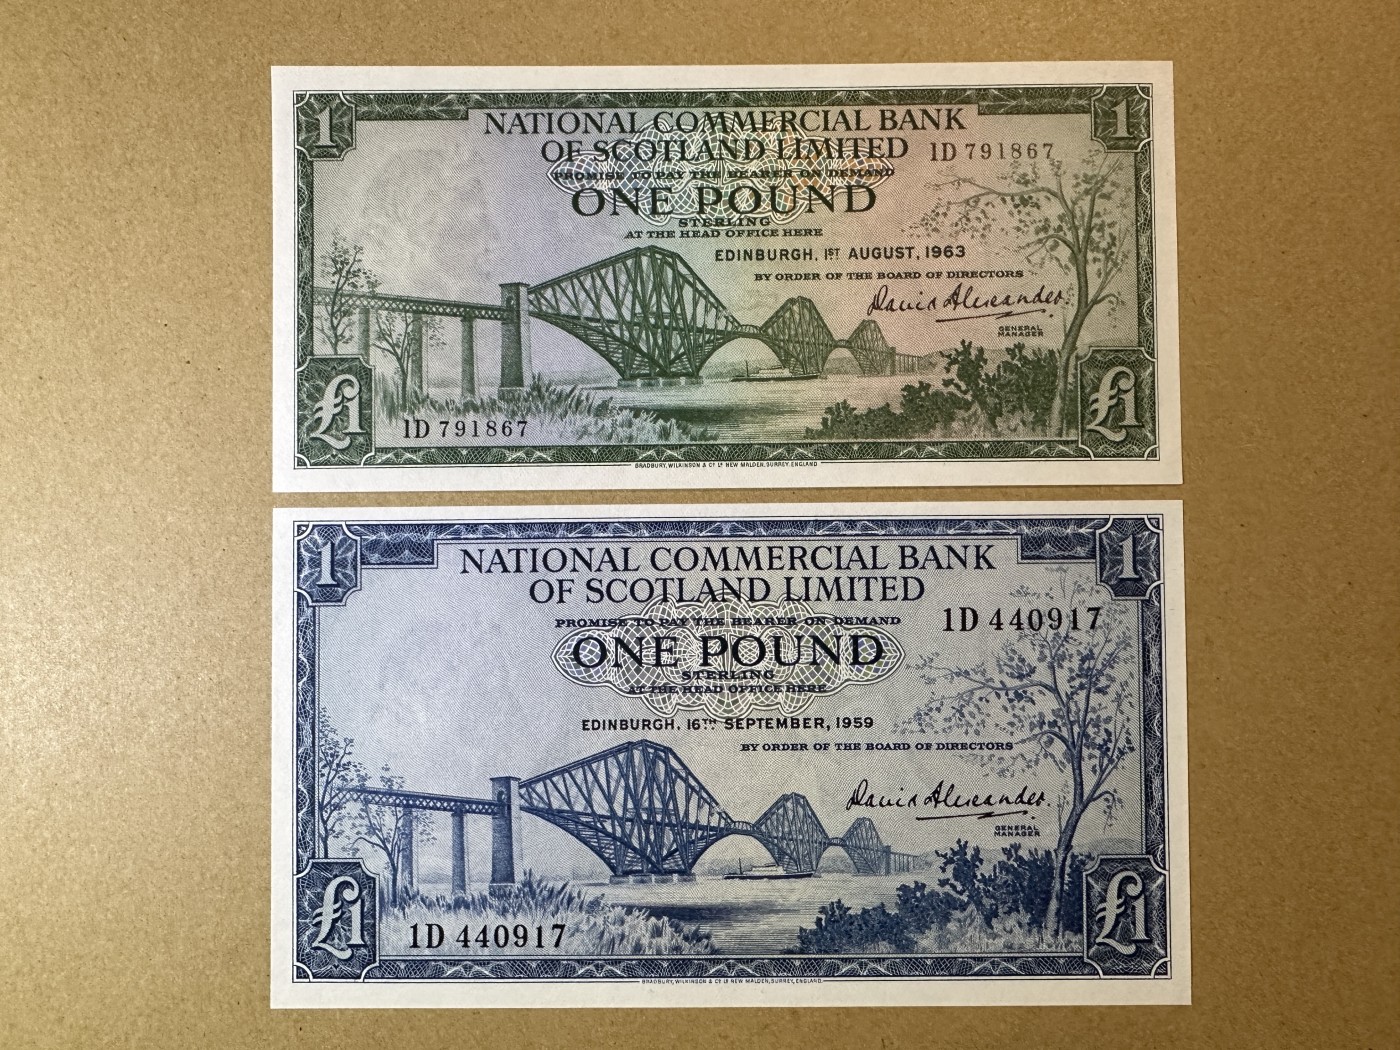 1
1
NATIONAL COMMERCIAL BANK
OF SCOTLAND LIMITED
1D 791867
PROMISE TO PAY THE BEARER ON DEMAND
ONE POUND
STERLING
AT THE HEAD OFFICE HERE
EDINBURGH, 1ST AUGUST, 1963
BY ORDER OF THE BOARD OF DIRECTORS
David Alexander.
GENERAL
MANAGER
£1
£1
1D 791867
BRADBURY, WILKINSON & Co. Ld. NEW MALDEN, SURREY, ENGLAND
1
1
NATIONAL COMMERCIAL BANK
OF SCOTLAND LIMITED
PROMISE TO PAY THE BEARER ON DEMAND
1D 440917
ONE POUND
STERLING
AT THE HEAD OFFICE HERE
EDINBURGH, 16TH SEPTEMBER, 1959
BY ORDER OF THE BOARD OF DIRECTORS
David Alexander.
GENERAL
MANAGER
£1
£1
1D 440917
BRADBURY, WILKINSON & Co. Ld. NEW MALDEN, SURREY, ENGLAND